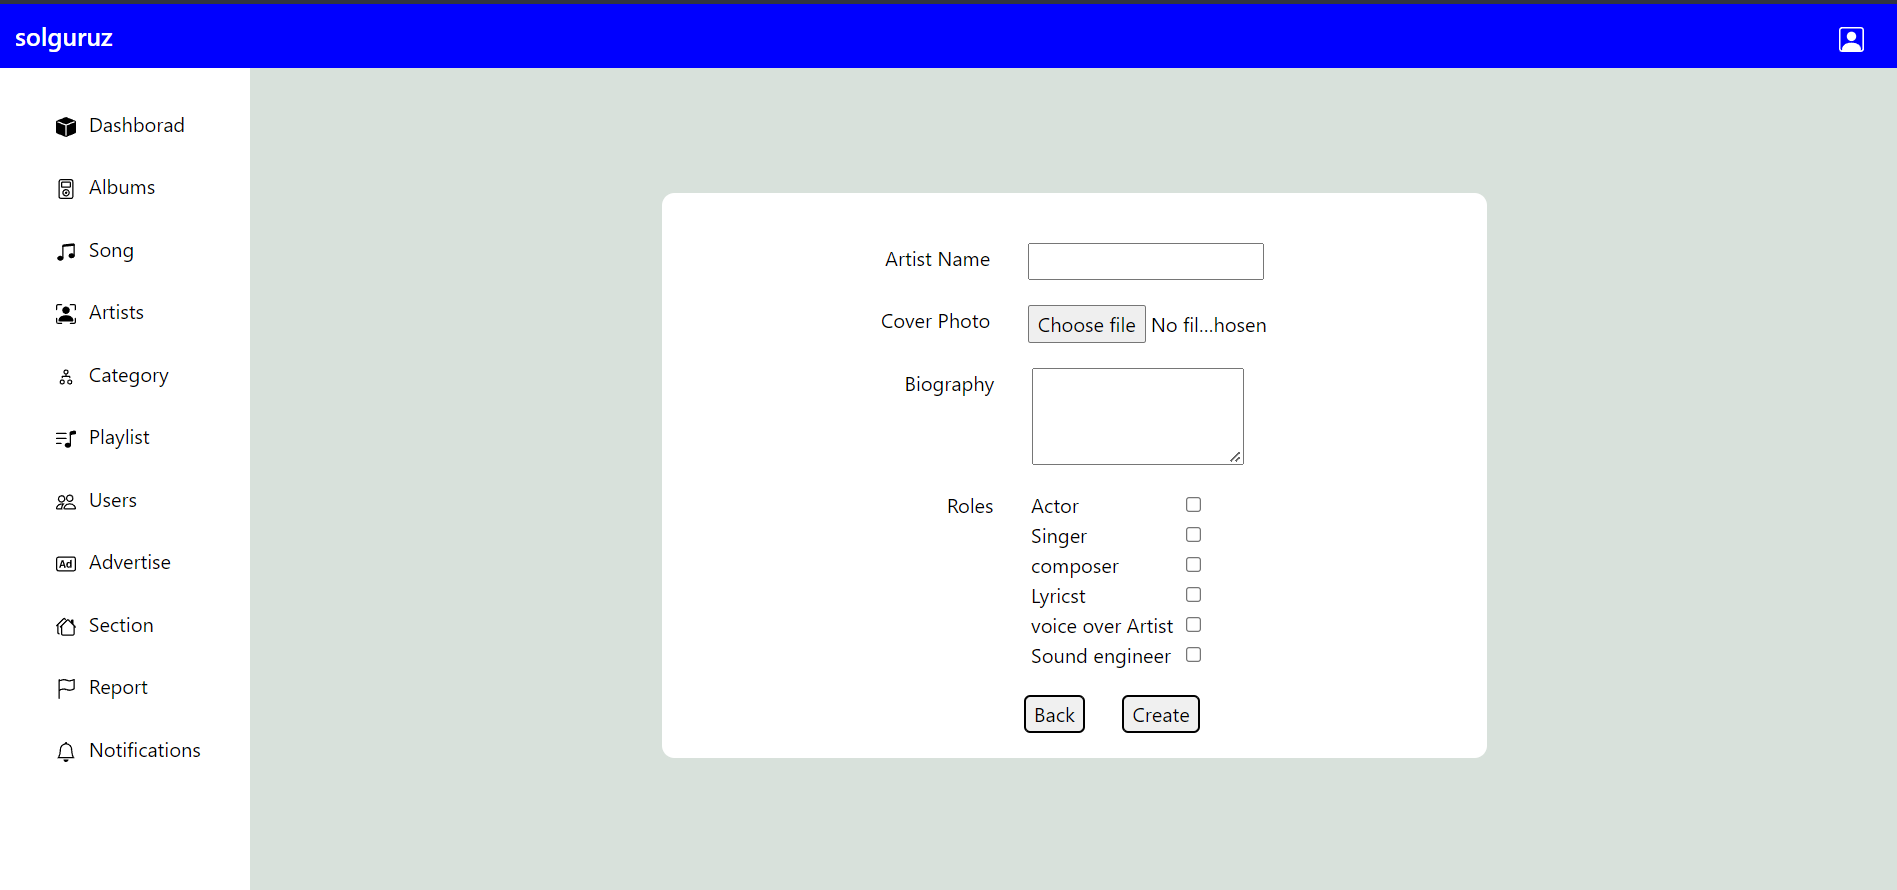 solguruz
Dashborad
Albums
Song
Artists
Category
Playlist
Users
Ad Advertise
Section
Report
Notifications
Artist Name
Cover Photo Choose file No fil...hosen
Biography
Roles Actor
Singer
composer
Lyricst
voice over Artist
Sound engineer
Back Create